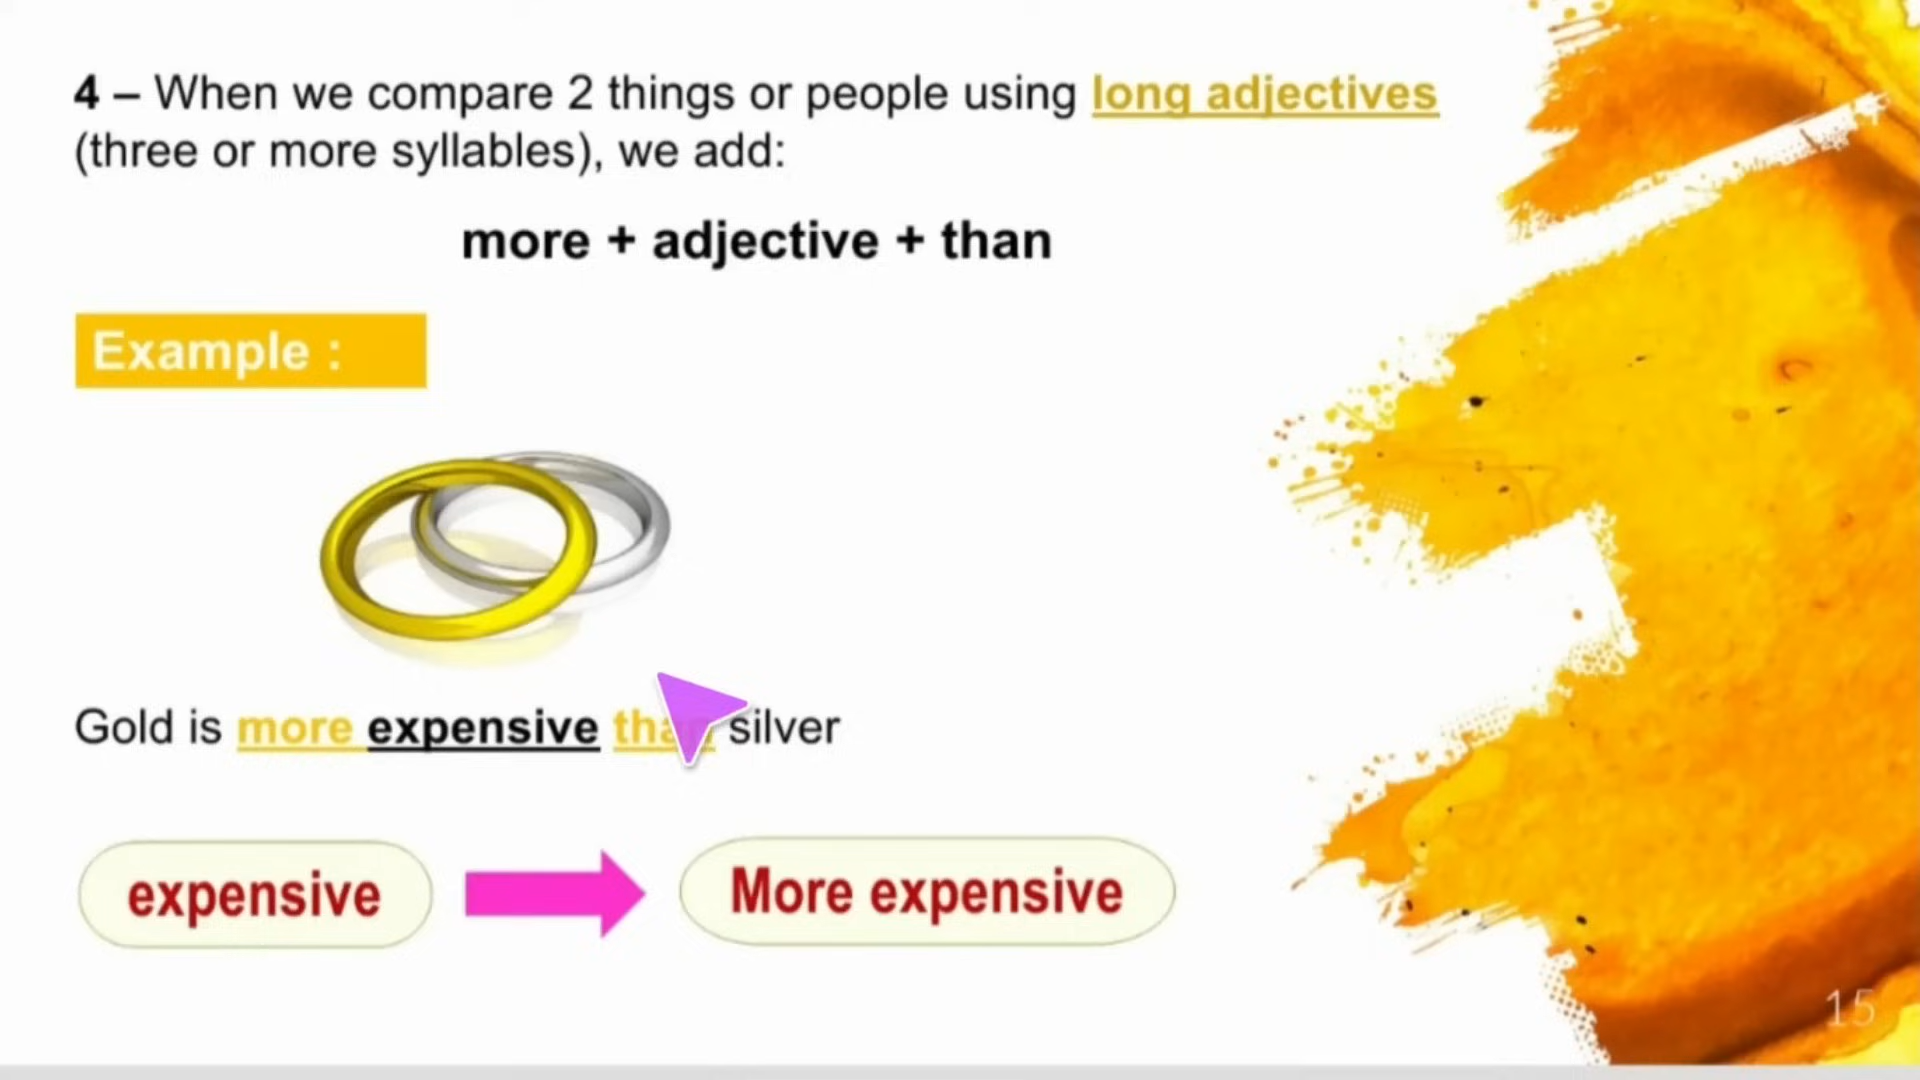 4 – When we compare 2 things or people using long adjectives
(three or more syllables), we add:
more + adjective + than
Example :
Gold is more expensive than silver
expensive
More expensive
15